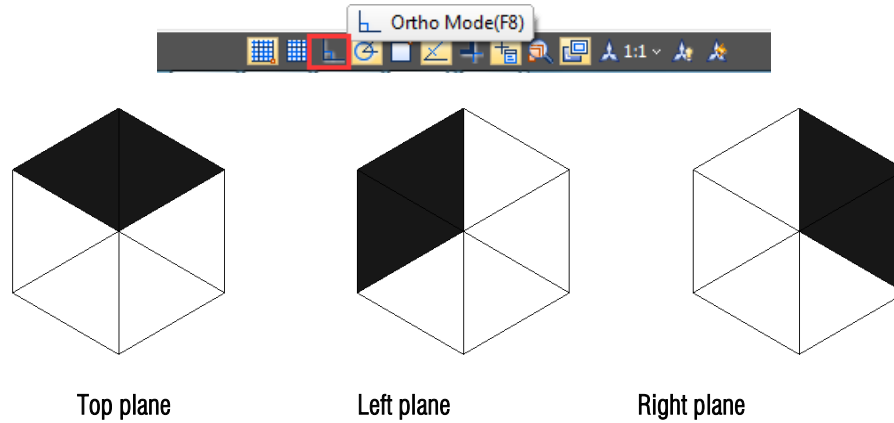 Ortho Mode(F8)
1:1
Top plane
Left plane
Right plane